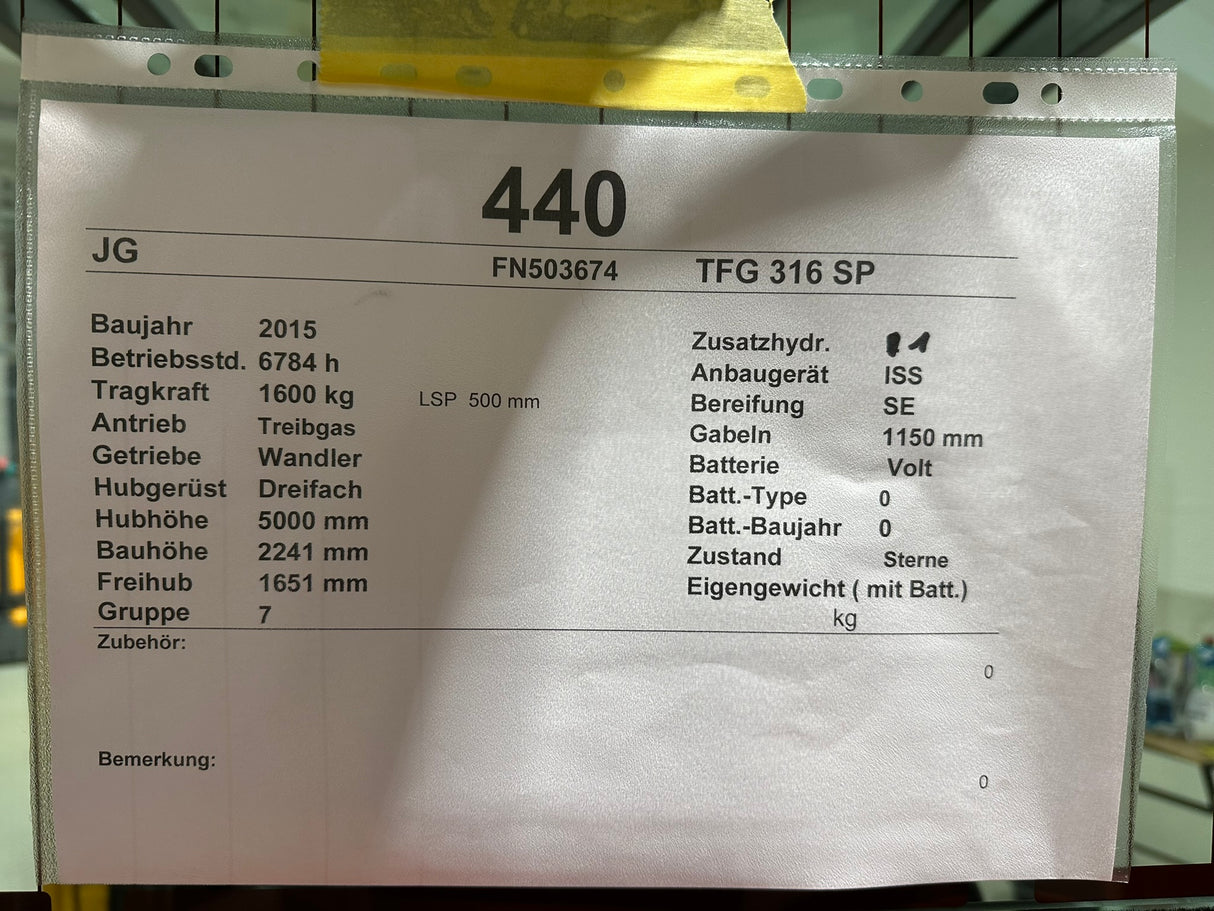 440
JG FN503674 TFG 316 SP
Baujahr 2015
Betriebsstd. 6784 h
Tragkraft 1600 kg LSP 500 mm
Antrieb Treibgas
Getriebe Wandler
Hubgerüst Dreifach
Hubhöhe 5000 mm
Bauhöhe 2241 mm
Freihub 1651 mm
Gruppe 7
Zusatzhydr. 1
Anbaugerät ISS
Bereifung SE
Gabeln 1150 mm
Batterie Volt
Batt.-Type 0
Batt.-Baujahr 0
Zustand Sterne
Eigengewicht ( mit Batt.)
kg
Zubehör:
0
Bemerkung:
0